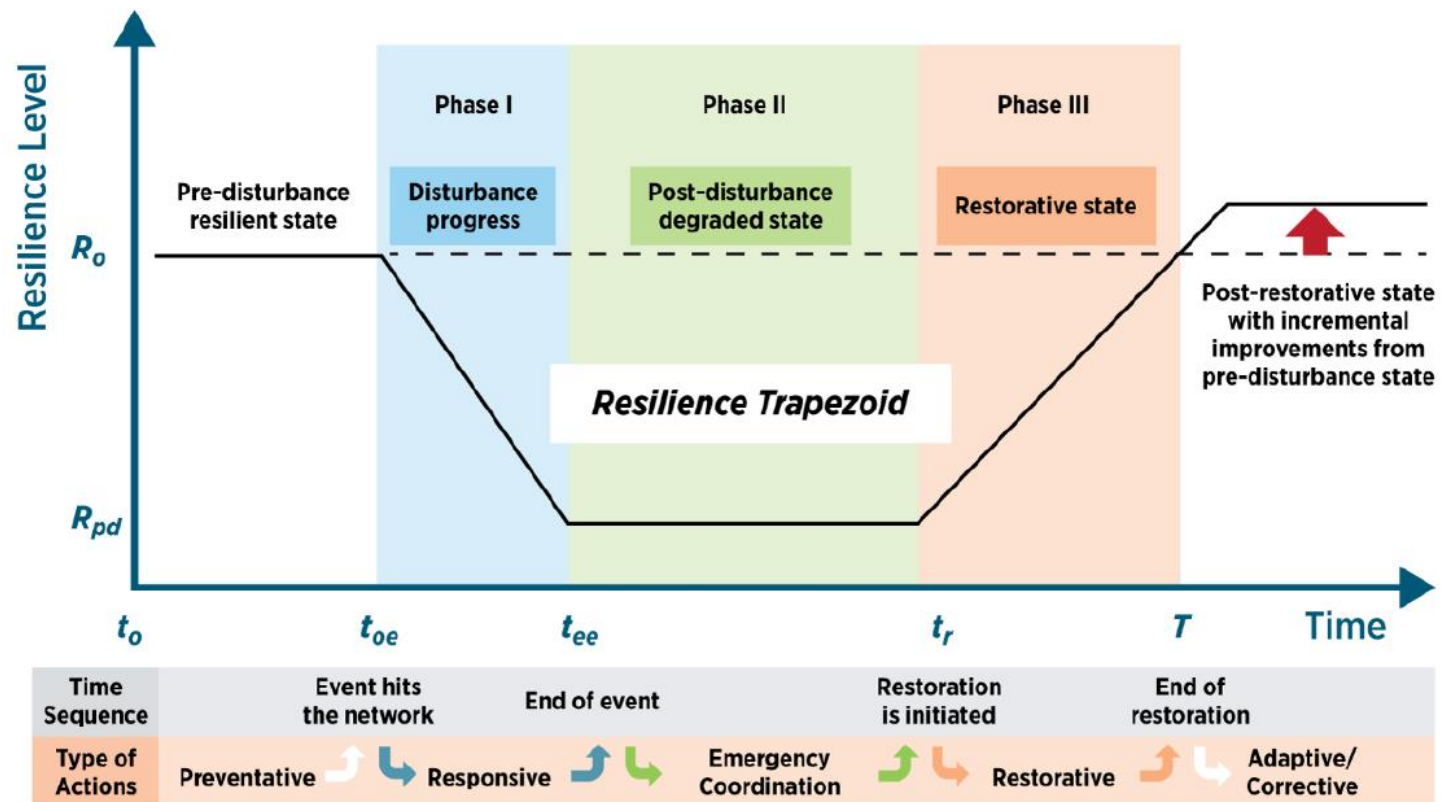 Resilience Level
Phase I
Phase II
Phase III
Pre-disturbance
resilient state
Disturbance
progress
Post-disturbance
degraded state
Restorative state
Ro
Post-restorative state
with incremental
improvements from
pre-disturbance state
Resilience Trapezoid
Rpd
to
toe
tee
tr
T
Time
Time
Sequence
Event hits
the network
End of event
Restoration
is initiated
End of
restoration
Type of
Actions
Preventative
Responsive
Emergency
Coordination
Restorative
Adaptive/
Corrective